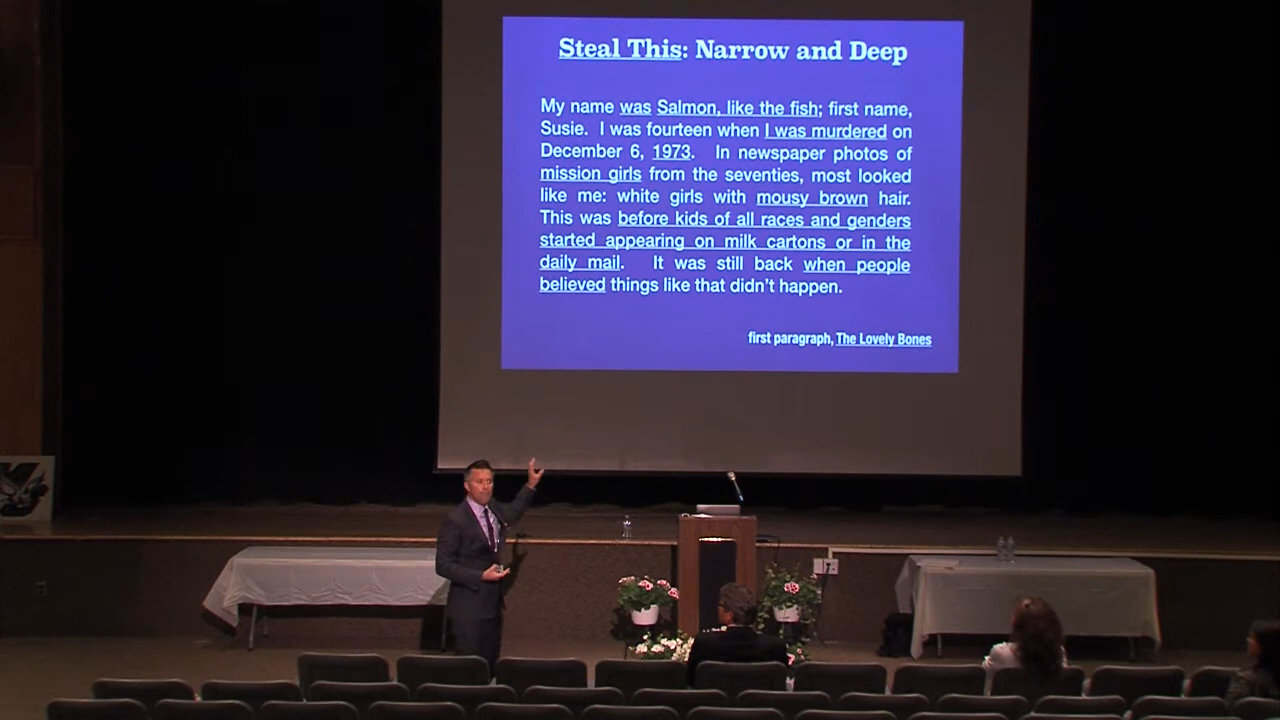 Steal This: Narrow and Deep
My name was Salmon, like the fish; first name,
Susie. I was fourteen when I was murdered on
December 6, 1973. In newspaper photos of
mission girls from the seventies, most looked
like me: white girls with mousy brown hair.
This was before kids of all races and genders
started appearing on milk cartons or in the
daily mail. It was still back when people
believed things like that didn't happen.
first paragraph, The Lovely Bones